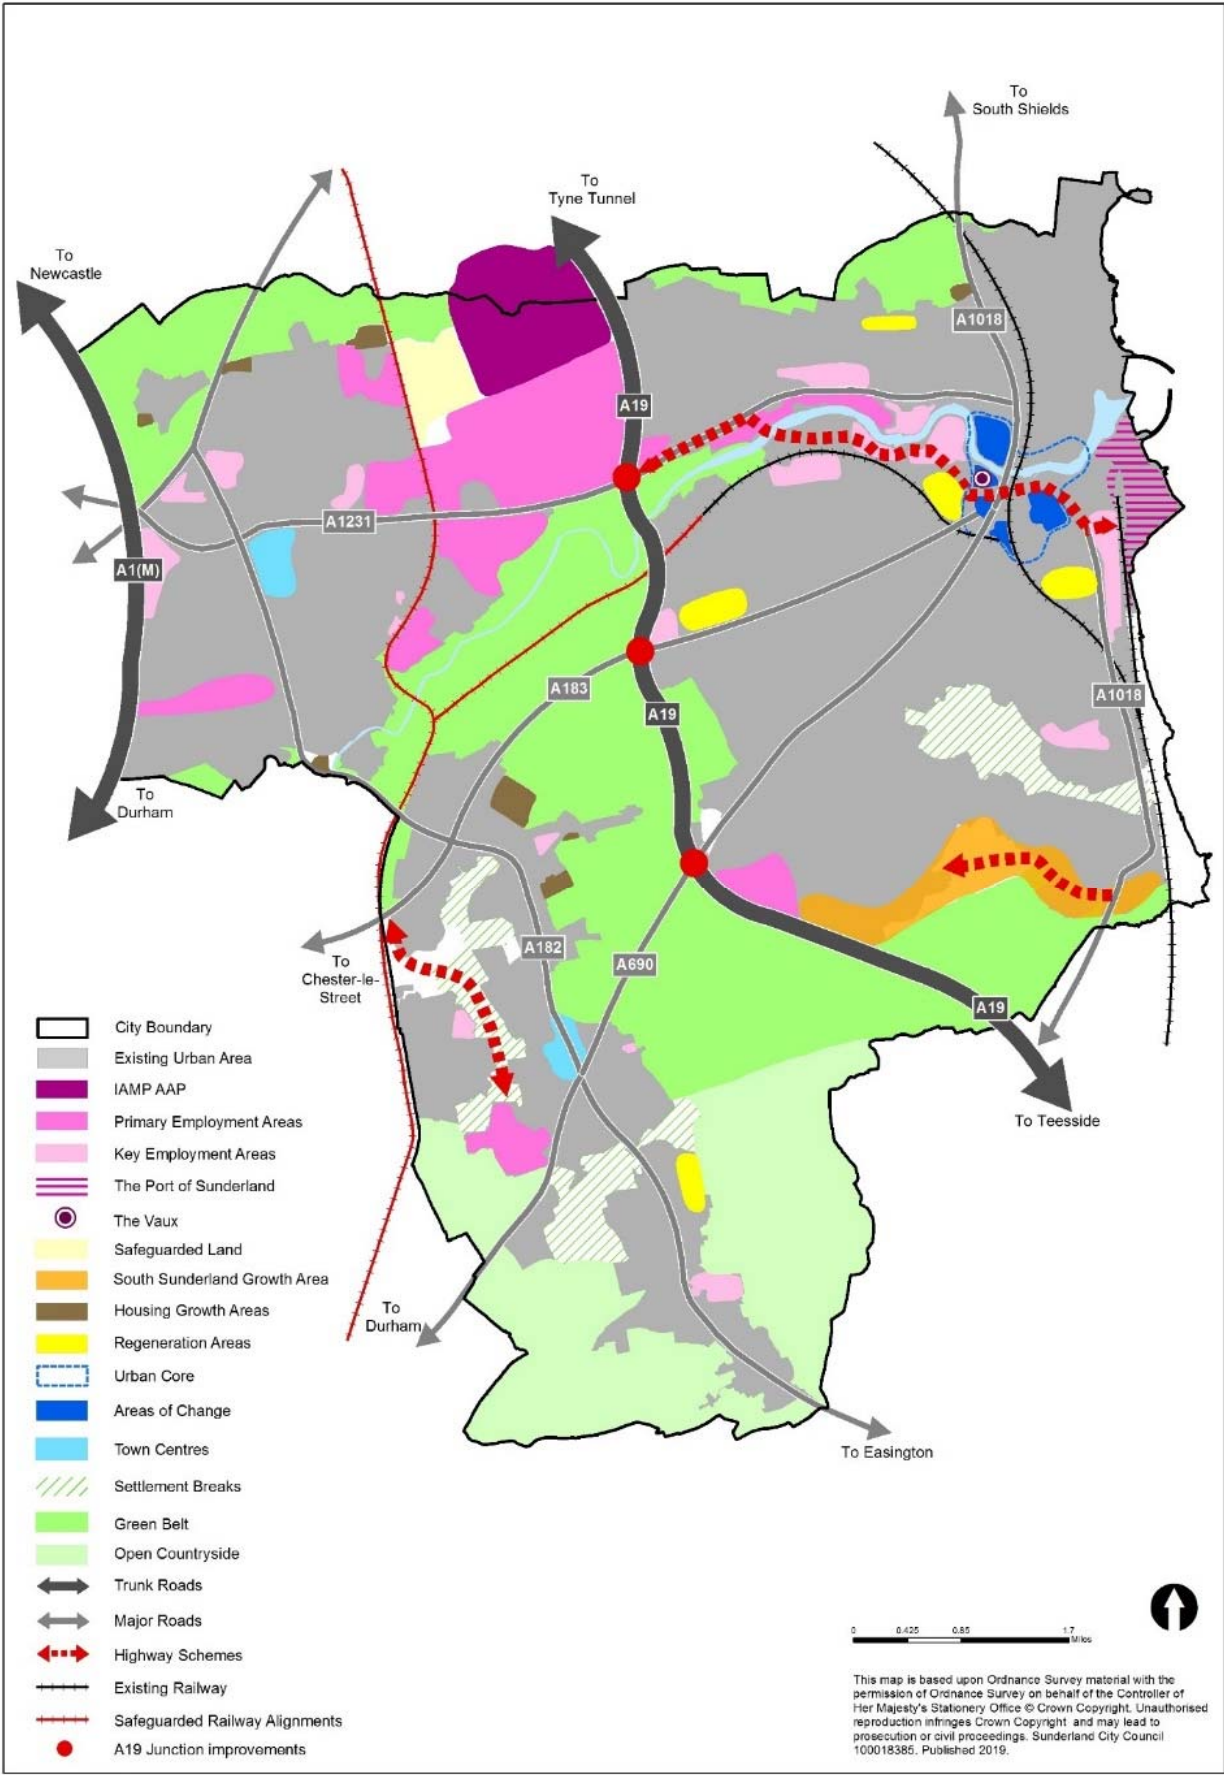 To
South Shields
To
Tyne Tunnel
To
Newcastle
A1018
A19
A1231
A1(M)
A183
A19
A1018
To
Durham
To
Chester-le-
Street
A182
A690
A19
To Teesside
To
Durham
To Easington
City Boundary
Existing Urban Area
IAMP AAP
Primary Employment Areas
Key Employment Areas
The Port of Sunderland
The Vaux
Safeguarded Land
South Sunderland Growth Area
Housing Growth Areas
Regeneration Areas
Urban Core
Areas of Change
Town Centres
Settlement Breaks
Green Belt
Open Countryside
Trunk Roads
Major Roads
Highway Schemes
Existing Railway
Safeguarded Railway Alignments
A19 Junction improvements
0 0.425 0.85 1.7
Miles
This map is based upon Ordnance Survey material with the
permission of Ordnance Survey on behalf of the Controller of
Her Majesty's Stationery Office © Crown Copyright. Unauthorised
reproduction infringes Crown Copyright and may lead to
prosecution or civil proceedings. Sunderland City Council
100018385. Published 2019.